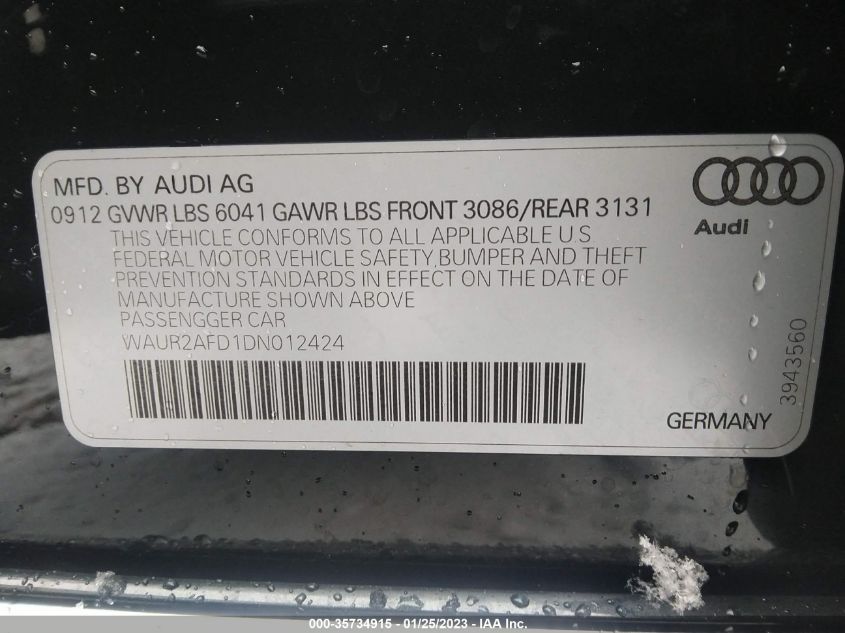 MFD. BY AUDI AG
0912 GVWR LBS 6041 GAWR LBS FRONT 3086/REAR 3131
THIS VEHICLE CONFORMS TO ALL APPLICABLE U.S
FEDERAL MOTOR VEHICLE SAFETY,BUMPER AND THEFT
PREVENTION STANDARDS IN EFFECT ON THE DATE OF
MANUFACTURE SHOWN ABOVE
PASSENGGER CAR
WAUR2AFD1DN012424
Audi
3943560
GERMANY
000-35734915 - 01/25/2023 - IAA Inc.